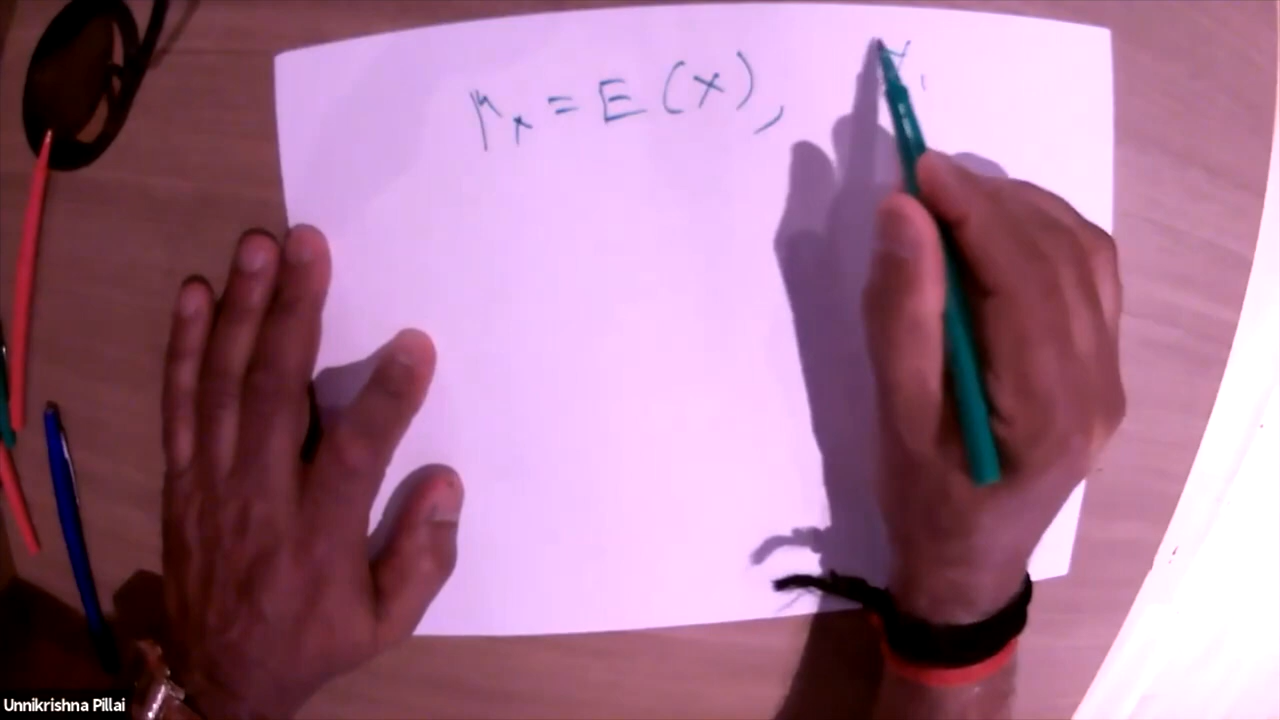 μₓ = E(x),
Unnikrishna Pillai